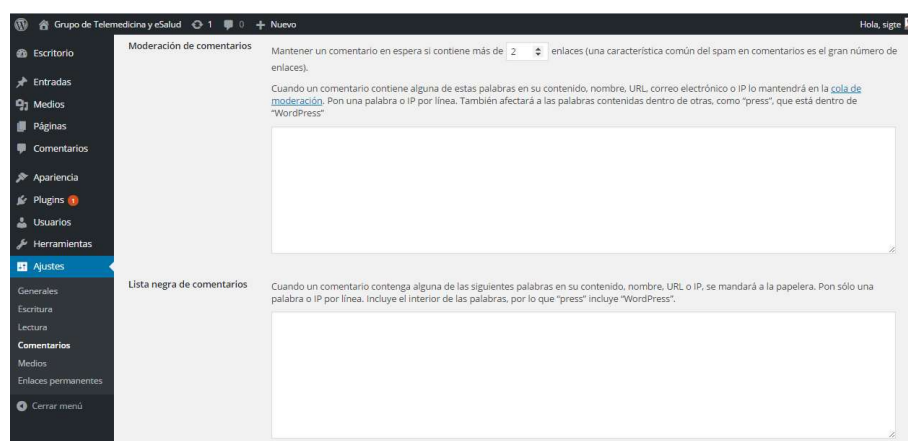 Grupo de Telemedicina y eSalud 1 0 + Nuevo
Hola, sigte
Escritorio
Entradas
Medios
Páginas
Comentarios
Apariencia
Plugins 1
Usuarios
Herramientas
Ajustes
Generales
Escritura
Lectura
Comentarios
Medios
Enlaces permanentes
Cerrar menú
Moderación de comentarios
Mantener un comentario en espera si contiene más de 2 enlaces (una característica común del spam en comentarios es el gran número de
enlaces).
Cuando un comentario contiene alguna de estas palabras en su contenido, nombre, URL, correo electrónico o IP lo mantendrá en la cola de
moderación. Pon una palabra o IP por línea. También afectará a las palabras contenidas dentro de otras, como "press", que está dentro de
"WordPress"
Lista negra de comentarios
Cuando un comentario contenga alguna de las siguientes palabras en su contenido, nombre, URL o IP, se mandará a la papelera. Pon sólo una
palabra o IP por línea. Incluye el interior de las palabras, por lo que "press" incluye "WordPress".